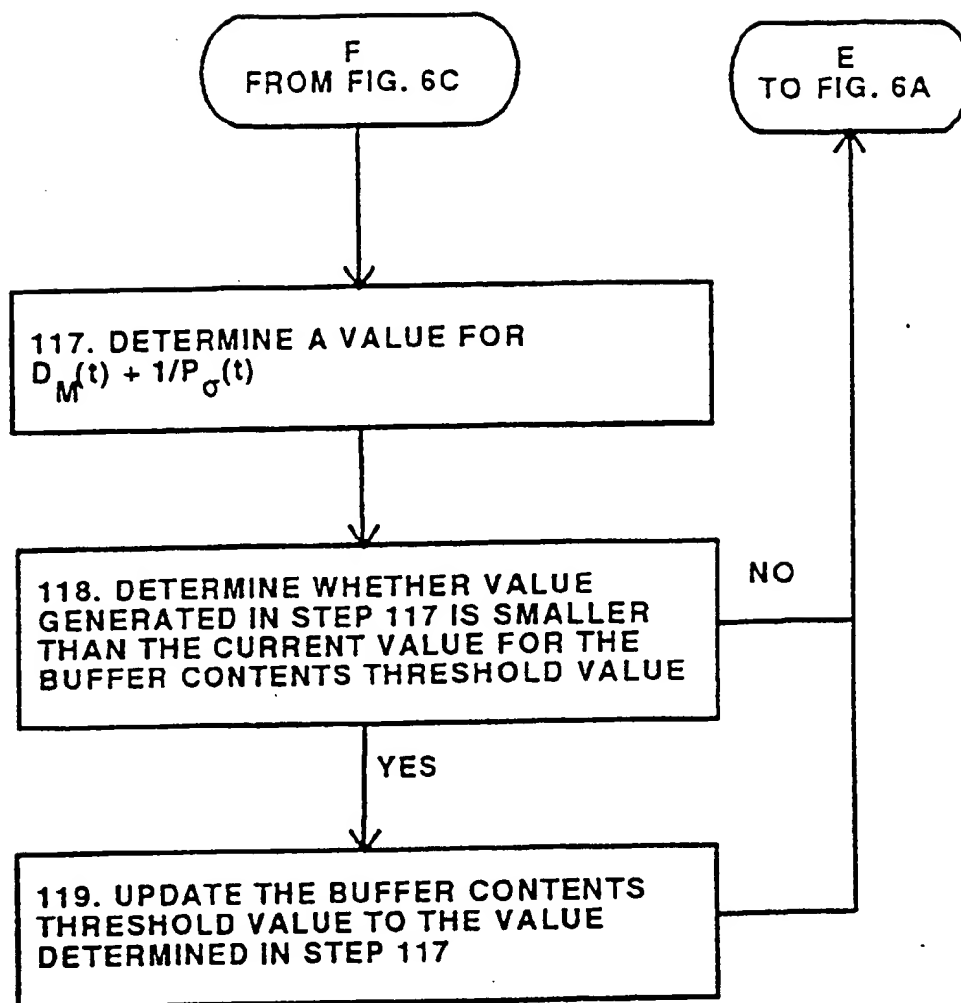 F
FROM FIG. 6C
E
TO FIG. 6A
117. DETERMINE A VALUE FOR
D_M(t) + 1/P_σ(t)
118. DETERMINE WHETHER VALUE
GENERATED IN STEP 117 IS SMALLER
THAN THE CURRENT VALUE FOR THE
BUFFER CONTENTS THRESHOLD VALUE
NO
YES
119. UPDATE THE BUFFER CONTENTS
THRESHOLD VALUE TO THE VALUE
DETERMINED IN STEP 117